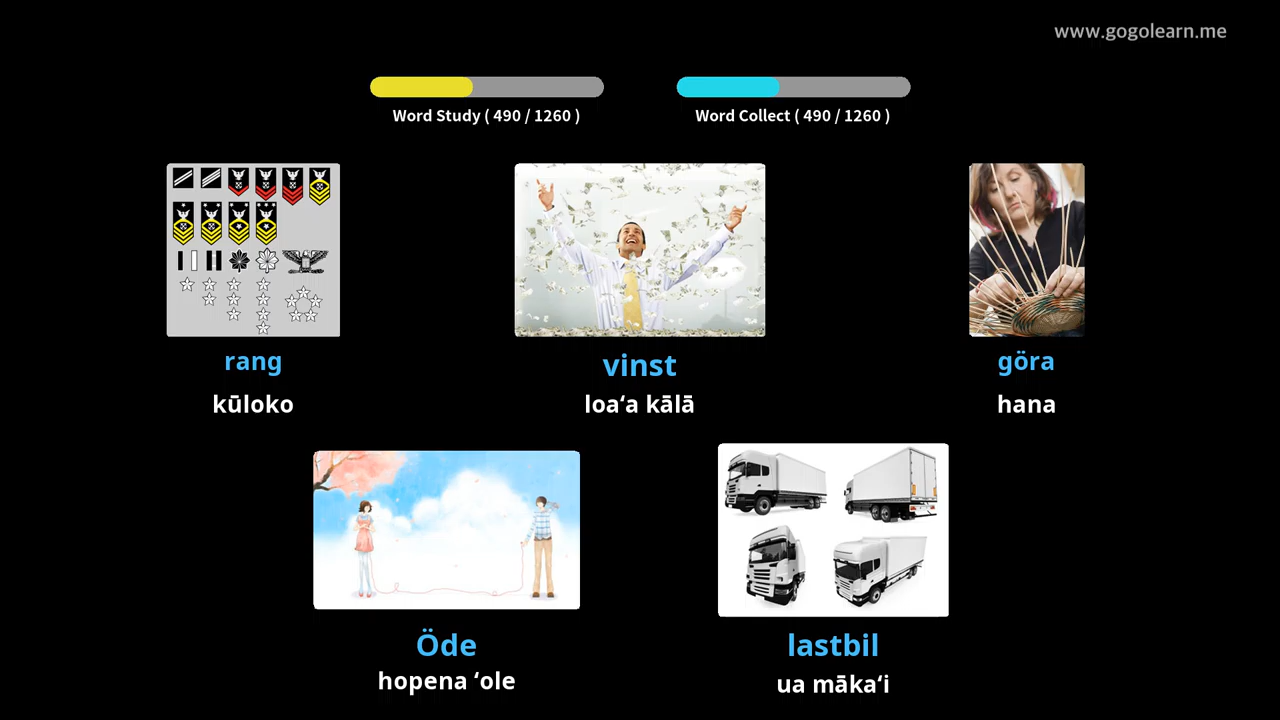 www.gogolearn.me
Word Study ( 490 / 1260 )
Word Collect ( 490 / 1260 )
rang
kūloko
vinst
loaʻa kālā
göra
hana
Öde
hopena ʻole
lastbil
ua mākaʻi